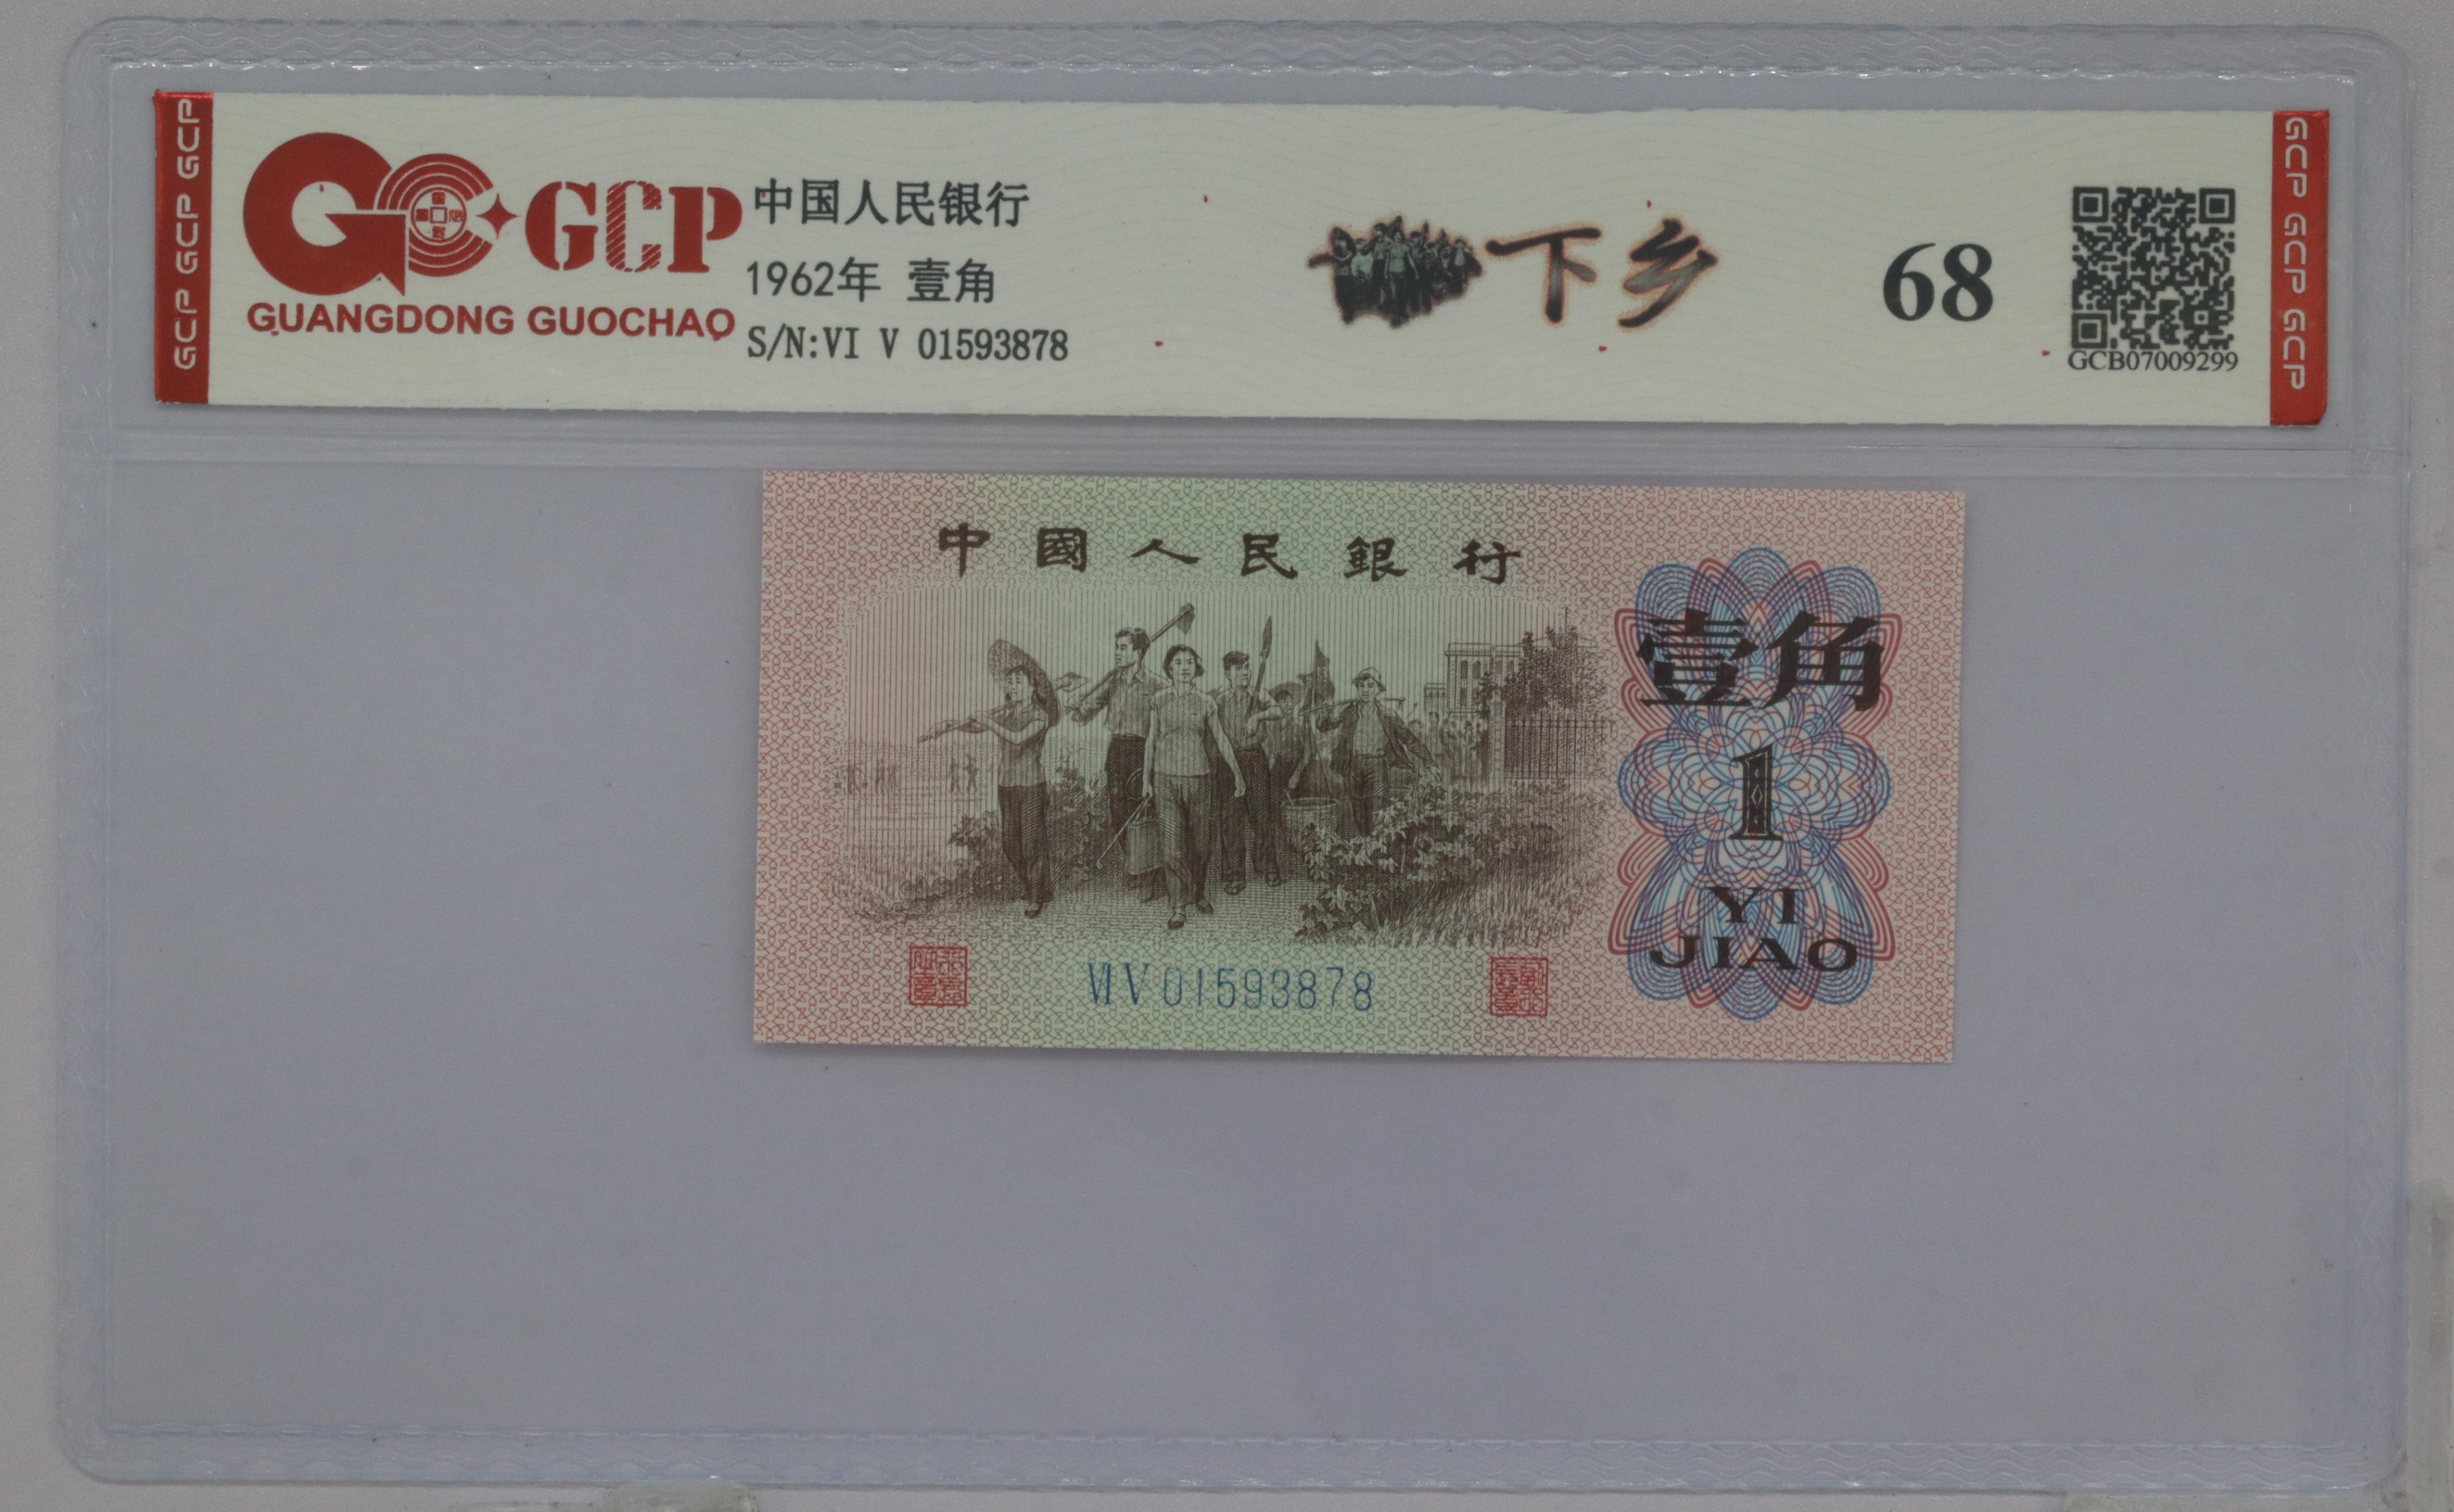 GCP GCP GCP
GCP
GUANGDONG GUOCHAO
中国人民银行
1962年 壹角
S/N:VI V 01593878
下乡
68
GCB07009299
GCP GCP GCP
中國人民銀行
壹角
1
YI
JIAO
VI V 01593878